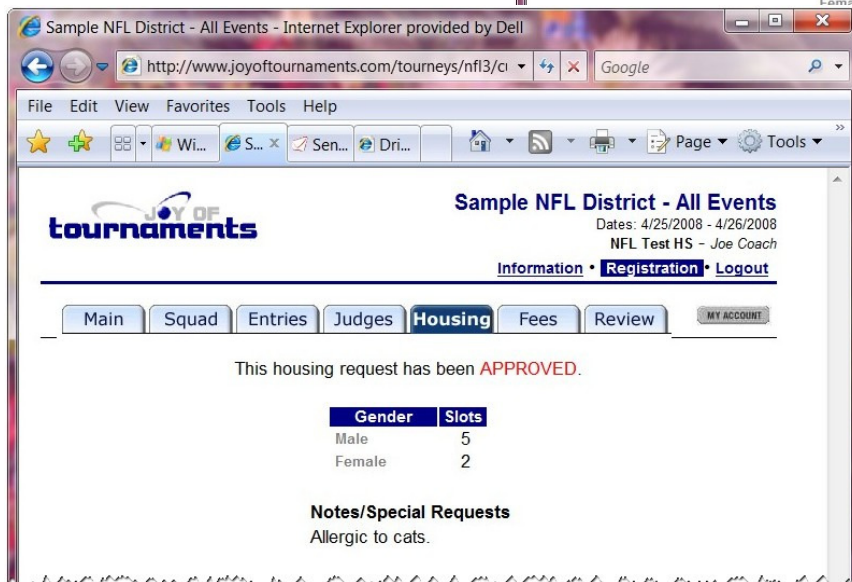 Sample NFL District - All Events - Internet Explorer provided by Dell
http://www.joyoftournaments.com/tourneys/nfl3/c
Google
File Edit View Favorites Tools Help
Wi... S... Sen... Dri... Page Tools
JOY OF
tournaments
Sample NFL District - All Events
Dates: 4/25/2008 - 4/26/2008
NFL Test HS - Joe Coach
Information • Registration • Logout
Main Squad Entries Judges Housing Fees Review MY ACCOUNT
This housing request has been APPROVED.
Gender Slots
Male 5
Female 2
Notes/Special Requests
Allergic to cats.